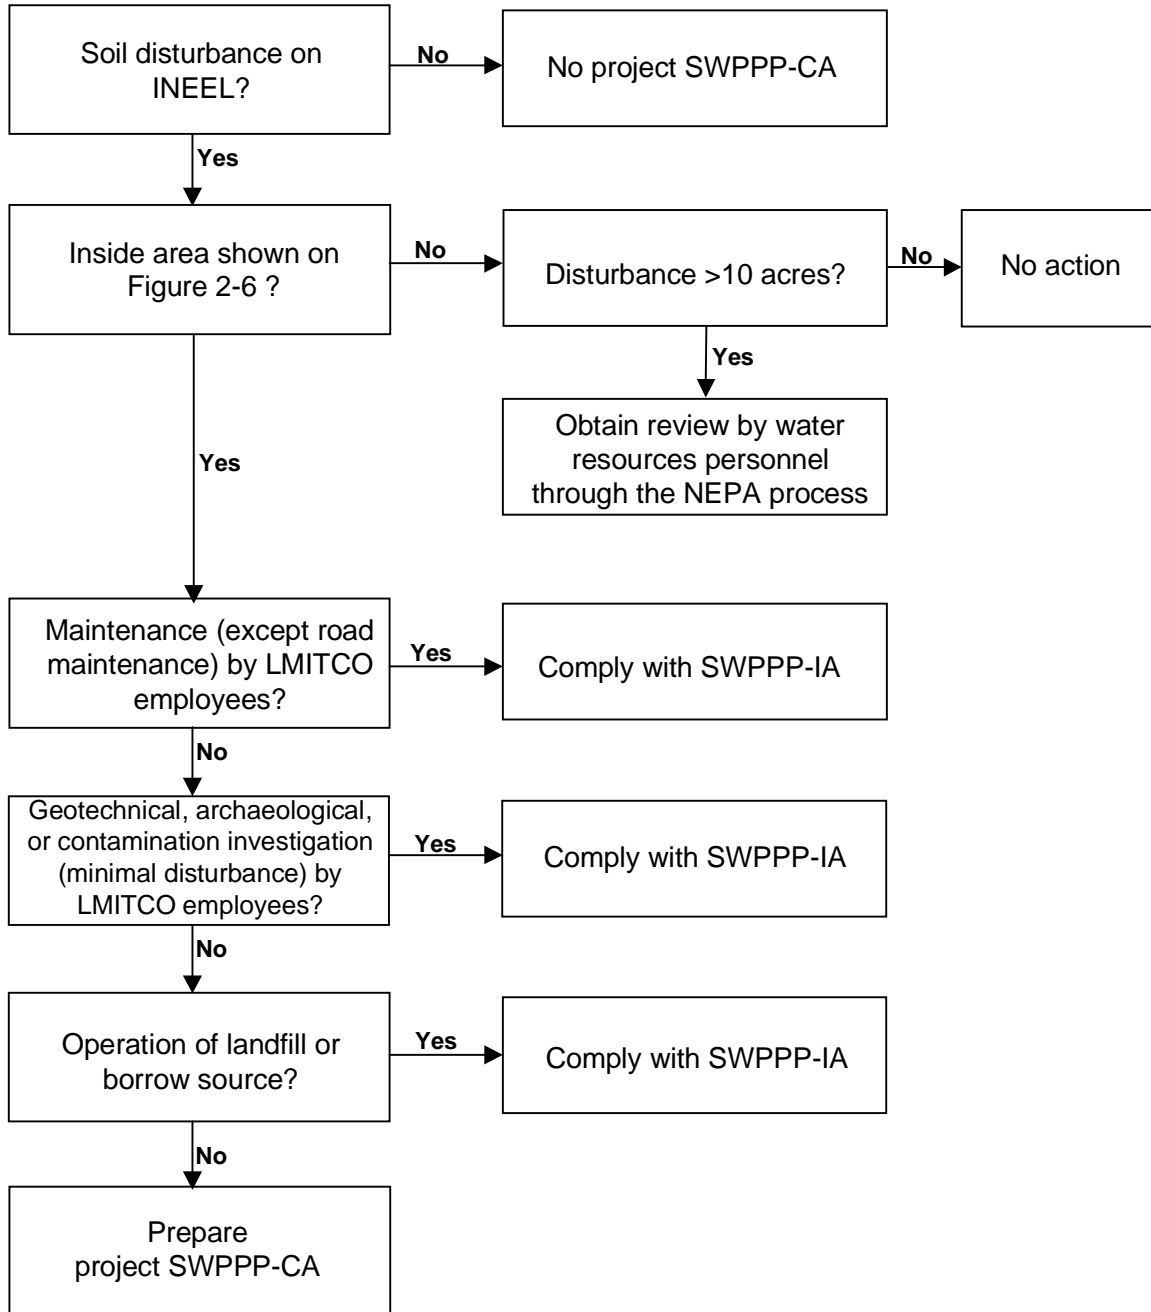 Soil disturbance on
INEEL?
No
No project SWPPP-CA
Yes
Inside area shown on
Figure 2-6 ?
No
Disturbance >10 acres?
No
No action
Yes
Obtain review by water
resources personnel
through the NEPA process
Yes
Maintenance (except road
maintenance) by LMITCO
employees?
Yes
Comply with SWPPP-IA
No
Geotechnical, archaeological,
or contamination investigation
(minimal disturbance) by
LMITCO employees?
Yes
Comply with SWPPP-IA
No
Operation of landfill or
borrow source?
Yes
Comply with SWPPP-IA
No
Prepare
project SWPPP-CA